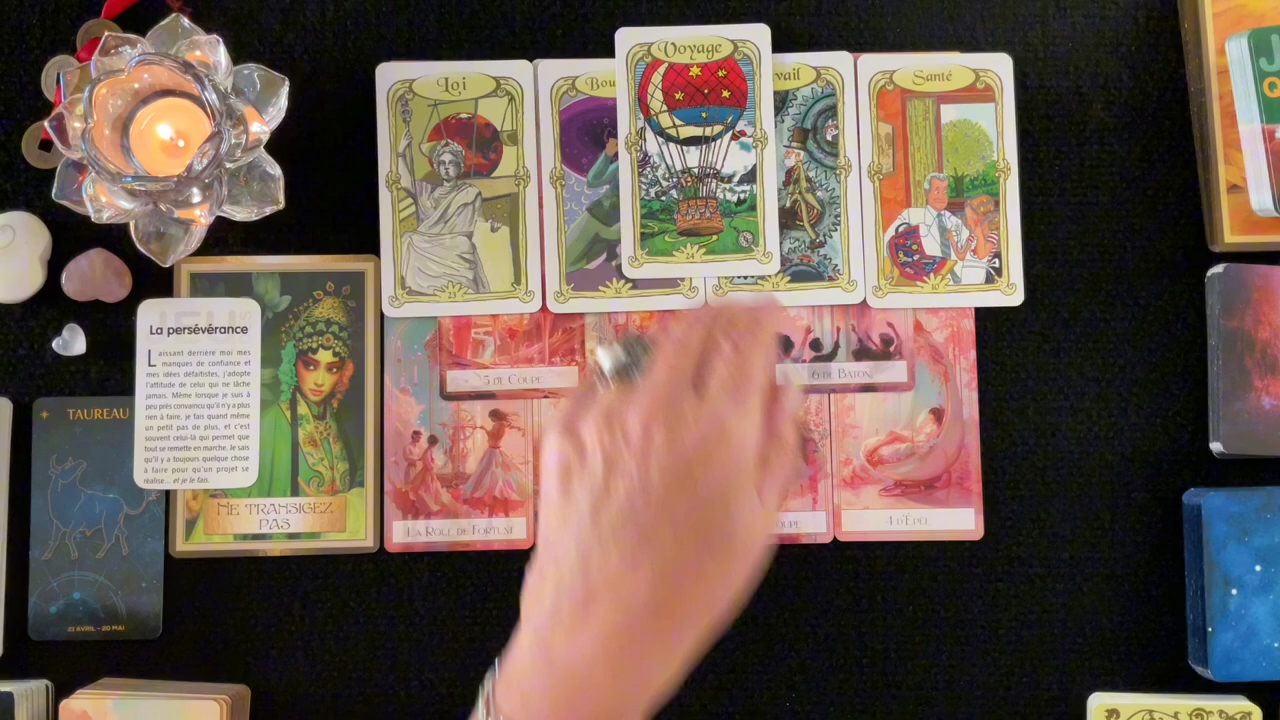 Loi
23
Voyage
24
15
Santé
10
La persévérance
Laissant derrière moi mes
manques de confiance et
mes idées défaitistes, j'adopte
l'attitude de celui qui ne lâche
jamais. Même lorsque je suis à
peu près convaincu qu'il n'y a plus
rien à faire, je fais quand même
un petit pas de plus, et c'est
souvent celui-là qui permet que
tout se remette en marche. Je sais
qu'il y a toujours quelque chose
à faire pour qu'un projet se
réalise... et je le fais.
TAUREAU
21 AVRIL – 20 MAI
NE TRANSIGEZ
PAS
5 DE COUPE
6 DE BATON
LA ROUE DE FORTUNE
4 D'ÉPÉE